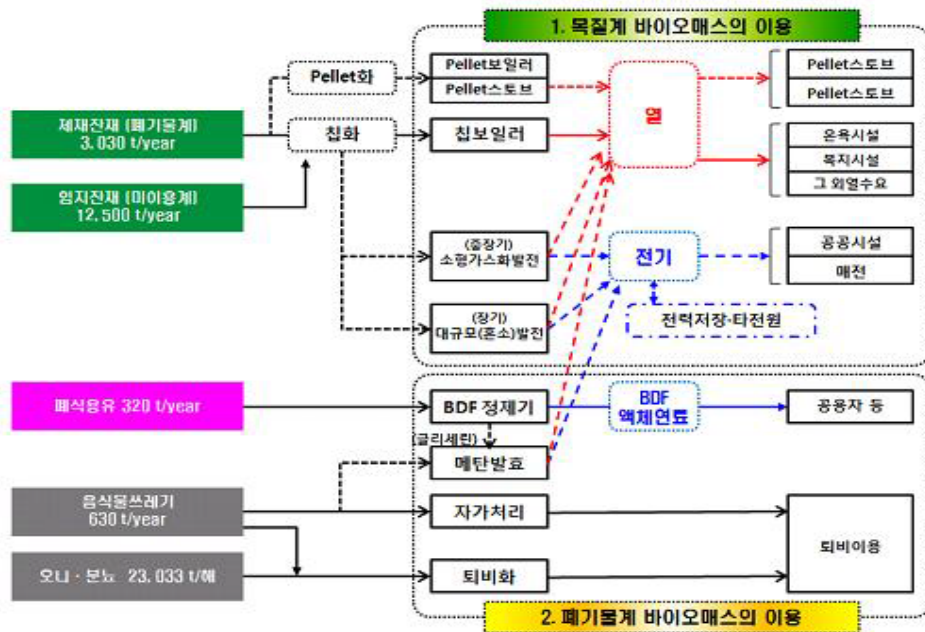 1. 목질계 바이오매스의 이용
Pellet화
Pellet보일러
Pellet스토브
열
Pellet스토브
Pellet스토브
제재잔재 (폐기물계)
3,030 t/year
칩화
칩보일러
온욕시설
복지시설
그 외열수요
임지잔재 (미이용계)
12,500 t/year
(중장기)
소형가스화발전
전기
공공시설
매전
(장기)
대규모(혼소)발전
전력저장·타전원
폐식용유 320 t/year
BDF 정제기
BDF
액체연료
공용자 등
(글리세린)
메탄발효
음식물쓰레기
630 t/year
자가처리
퇴비이용
오니·분뇨 23,033 t/해
퇴비화
2. 폐기물계 바이오매스의 이용